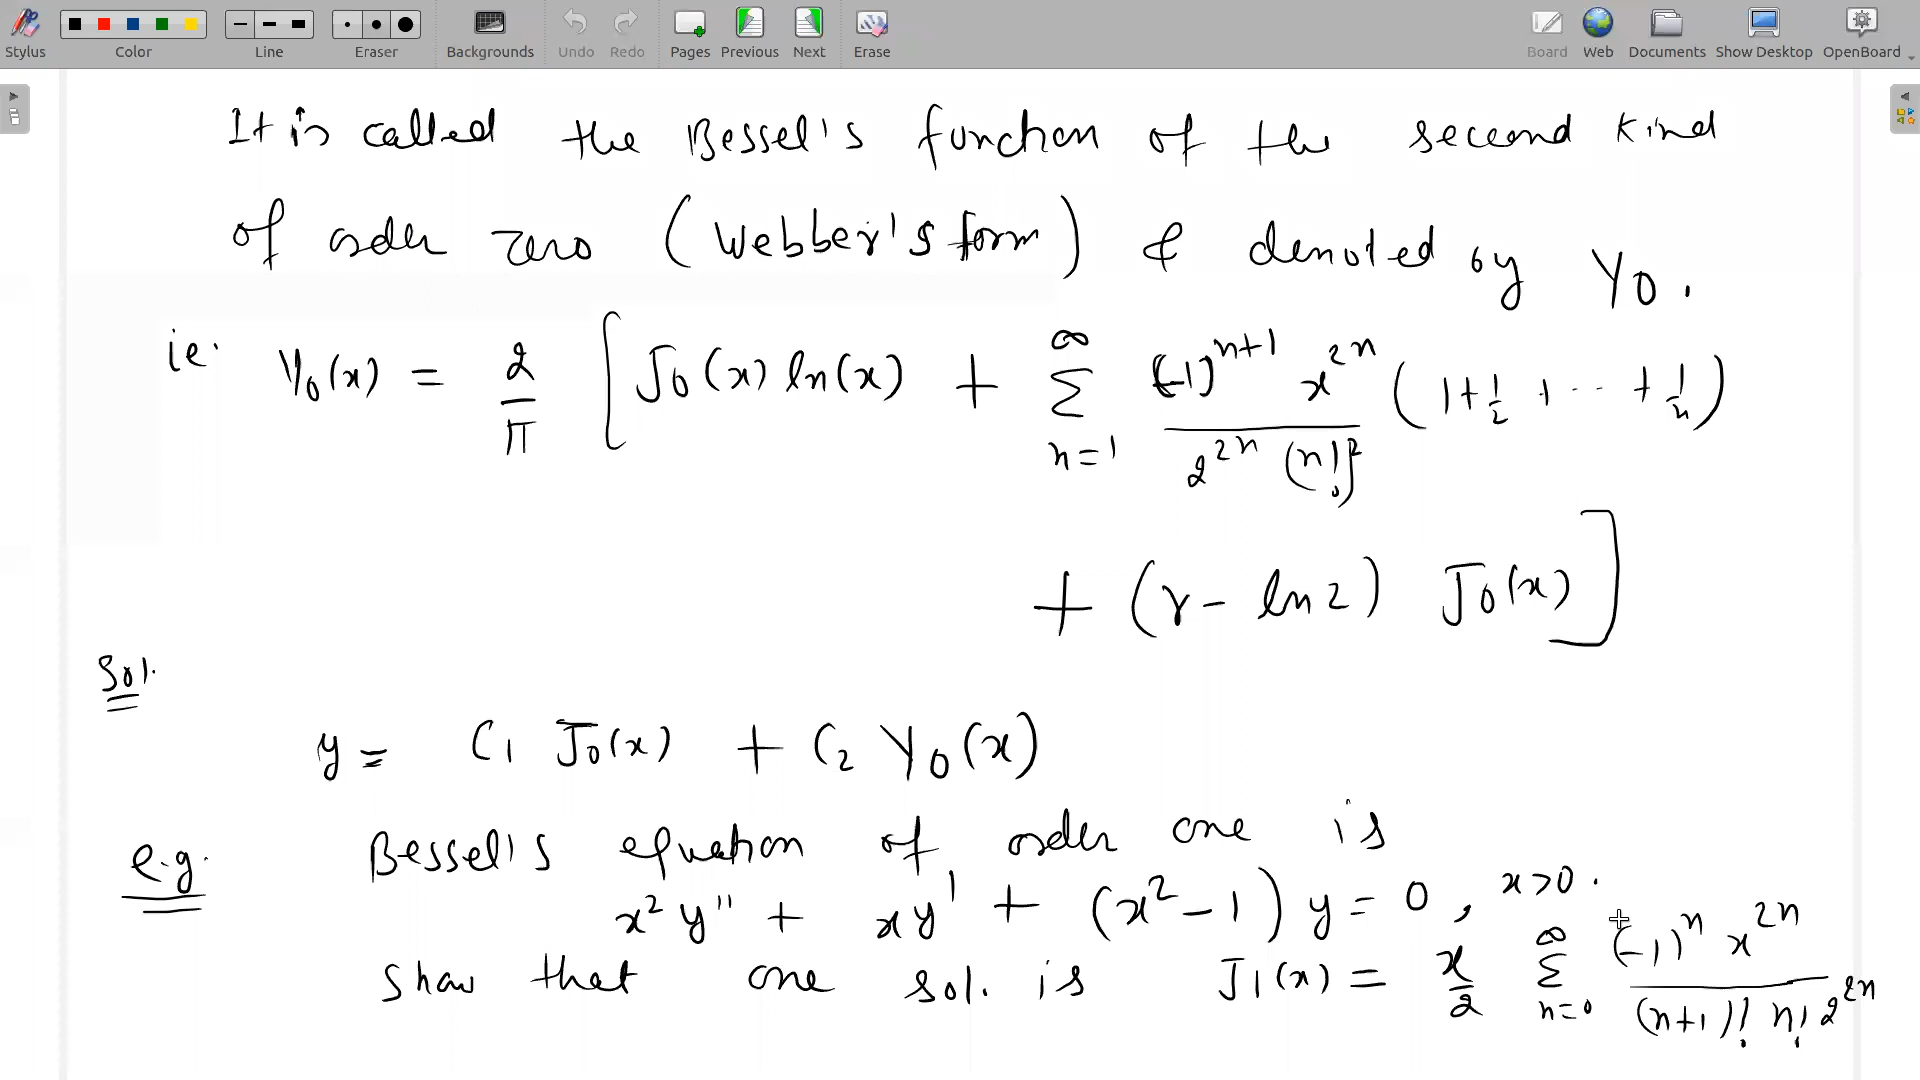 Stylus Color Line Eraser Backgrounds Undo Redo Pages Previous Next Erase Board Web Documents Show Desktop OpenBoard
It is called the Bessel's function of the second kind
of order zero (Webber's form) & denoted by Y₀.
ie. Y₀(x) = 2/π [ J₀(x) ln(x) + ∑_{n=1}^{∞} (-1)^{n+1} x^{2n} / 2^{2n} (n!)² (1 + 1/2 + ... + 1/n)
+ (γ - ln 2) J₀(x) ]
Sol.
y = C₁ J₀(x) + C₂ Y₀(x)
e.g. Bessel's equation of order one is
x² y'' + xy' + (x² - 1) y = 0, x > 0.
Show that one sol. is J₁(x) = x/2 ∑_{n=0}^{∞} (-1)^n x^{2n} / (n+1)! n! 2^{2n}